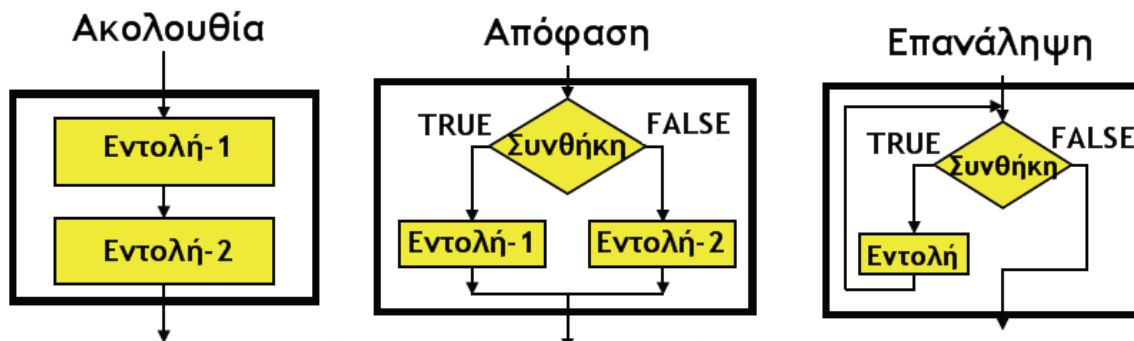 Ακολουθία
Εντολή-1
Εντολή-2
Απόφαση
TRUE
FALSE
Συνθήκη
Εντολή-1
Εντολή-2
Επανάληψη
TRUE
FALSE
Συνθήκη
Εντολή